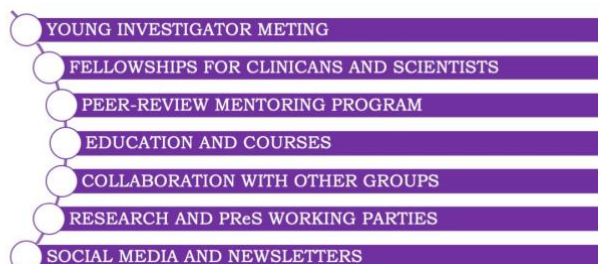 YOUNG INVESTIGATOR METING
FELLOWSHIPS FOR CLINICANS AND SCIENTISTS
PEER-REVIEW MENTORING PROGRAM
EDUCATION AND COURSES
COLLABORATION WITH OTHER GROUPS
RESEARCH AND PReS WORKING PARTIES
SOCIAL MEDIA AND NEWSLETTERS